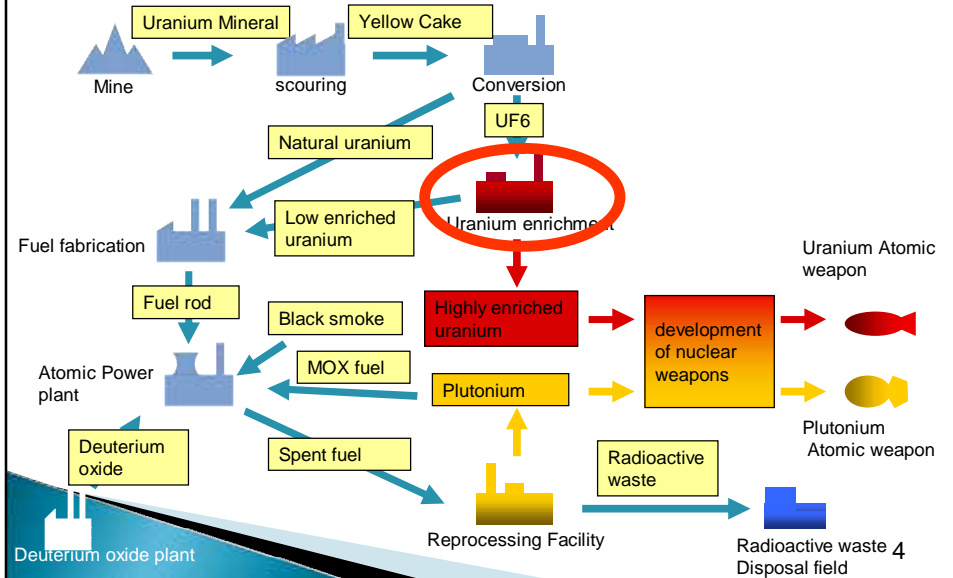 Uranium Mineral
Yellow Cake
Mine
scouring
Conversion
UF6
Natural uranium
Low enriched
uranium
Uranium enrichment
Fuel fabrication
Uranium Atomic
weapon
Fuel rod
Black smoke
Highly enriched
uranium
development
of nuclear
weapons
MOX fuel
Plutonium
Atomic Power
plant
Plutonium
Atomic weapon
Deuterium
oxide
Spent fuel
Radioactive
waste
Reprocessing Facility
Deuterium oxide plant
Radioactive waste
Disposal field
4